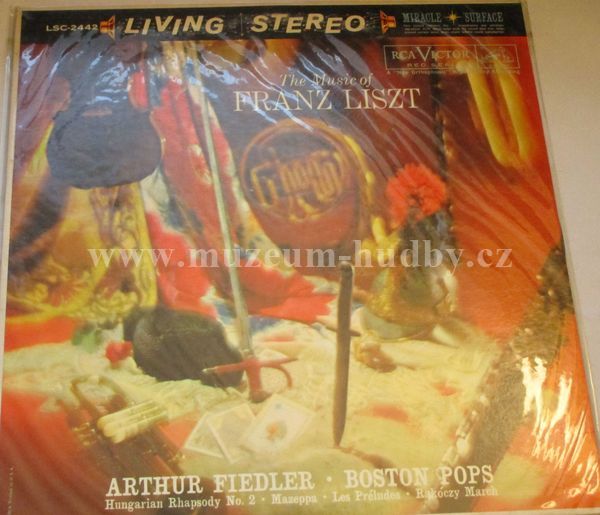 LSC-2442 LIVING STEREO
MIRACLE SURFACE
RCA VICTOR
RED SEAL
The Music of
FRANZ LISZT
www.muzeum-hudby.cz
ARTHUR FIEDLER · BOSTON POPS
Hungarian Rhapsody No. 2 · Mazeppa · Les Préludes · Rákóczy March